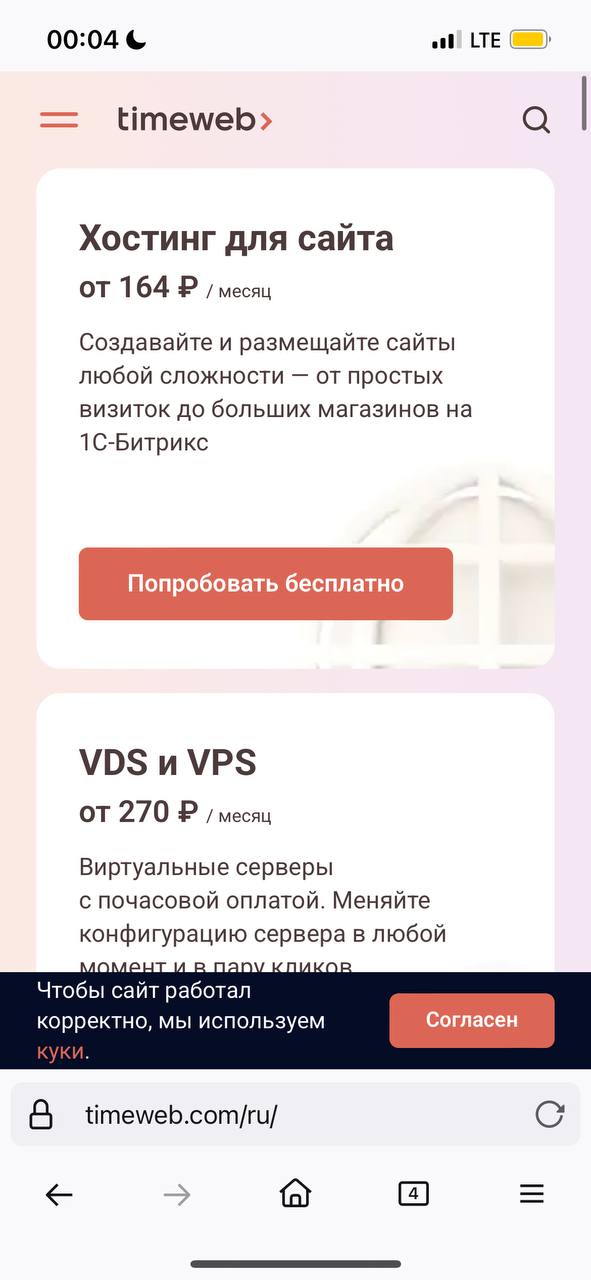 00:04
LTE
timeweb
Хостинг для сайта
от 164 ₽ / месяц
Создавайте и размещайте сайты
любой сложности — от простых
визиток до больших магазинов на
1С-Битрикс
Попробовать бесплатно
VDS и VPS
от 270 ₽ / месяц
Виртуальные серверы
с почасовой оплатой. Меняйте
конфигурацию сервера в любой
момент и в пару кликов
Чтобы сайт работал
корректно, мы используем
куки.
Согласен
timeweb.com/ru/
4